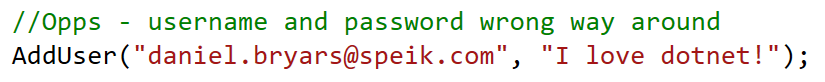 //Opps - username and password wrong way around
AddUser("daniel.bryars@speik.com", "I love dotnet!");